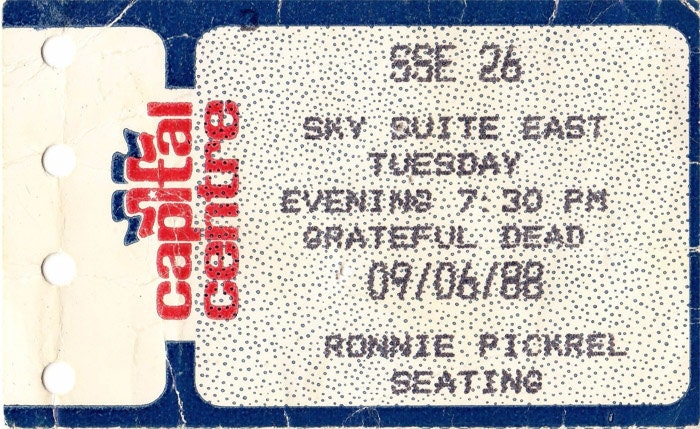 SSE 26
SKY SUITE EAST
TUESDAY
EVENING 7:30 PM
GRATEFUL DEAD
09/06/88
RONNIE PICKREL
SEATING
capital
centre
3